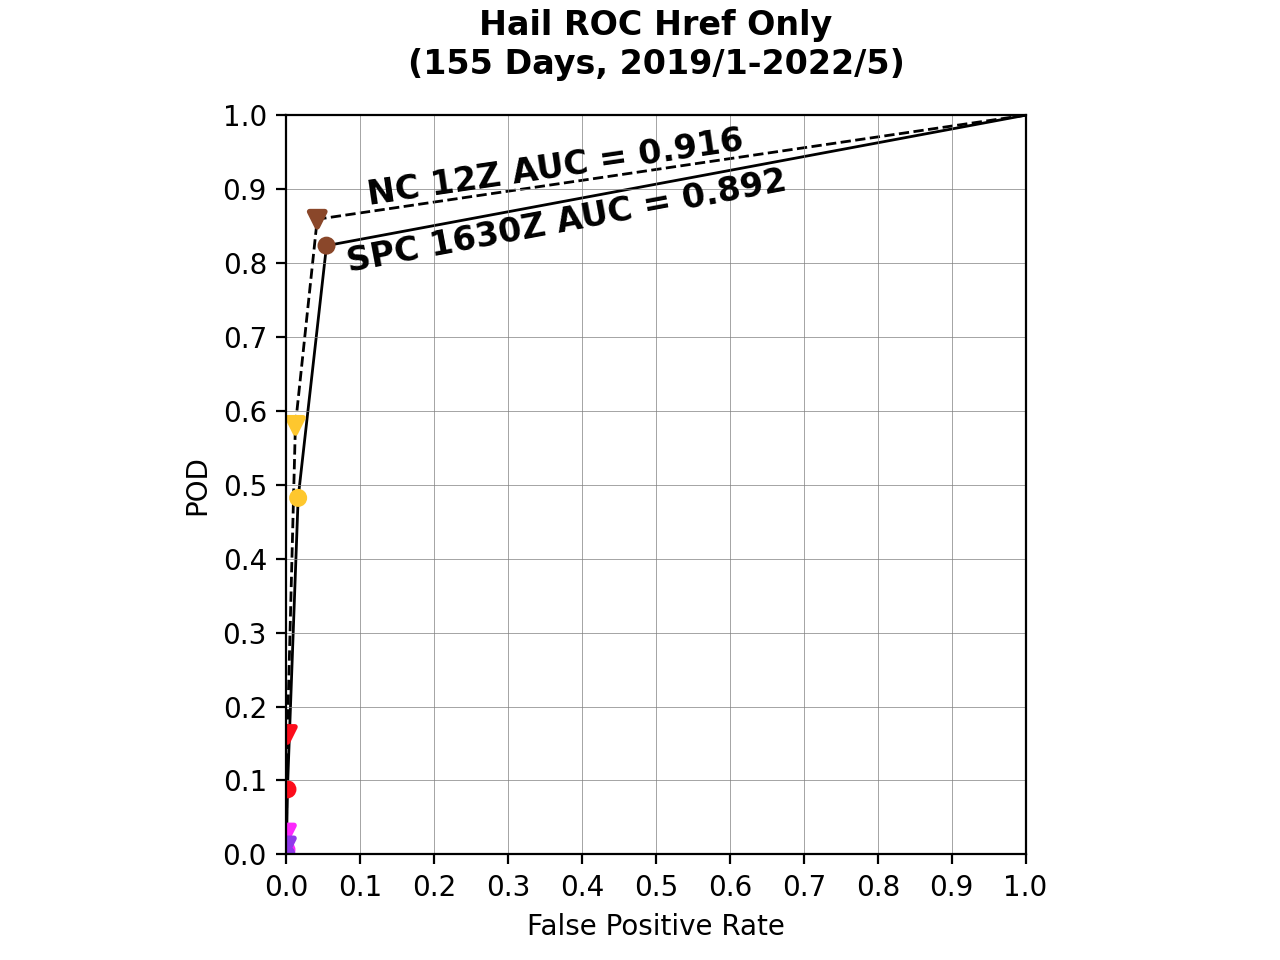 Hail ROC Href Only
(155 Days, 2019/1-2022/5)
1.0
0.9
0.8
0.7
0.6
0.5
0.4
0.3
0.2
0.1
0.0
POD
NC 12Z AUC = 0.916
SPC 1630Z AUC = 0.892
0.0 0.1 0.2 0.3 0.4 0.5 0.6 0.7 0.8 0.9 1.0
False Positive Rate